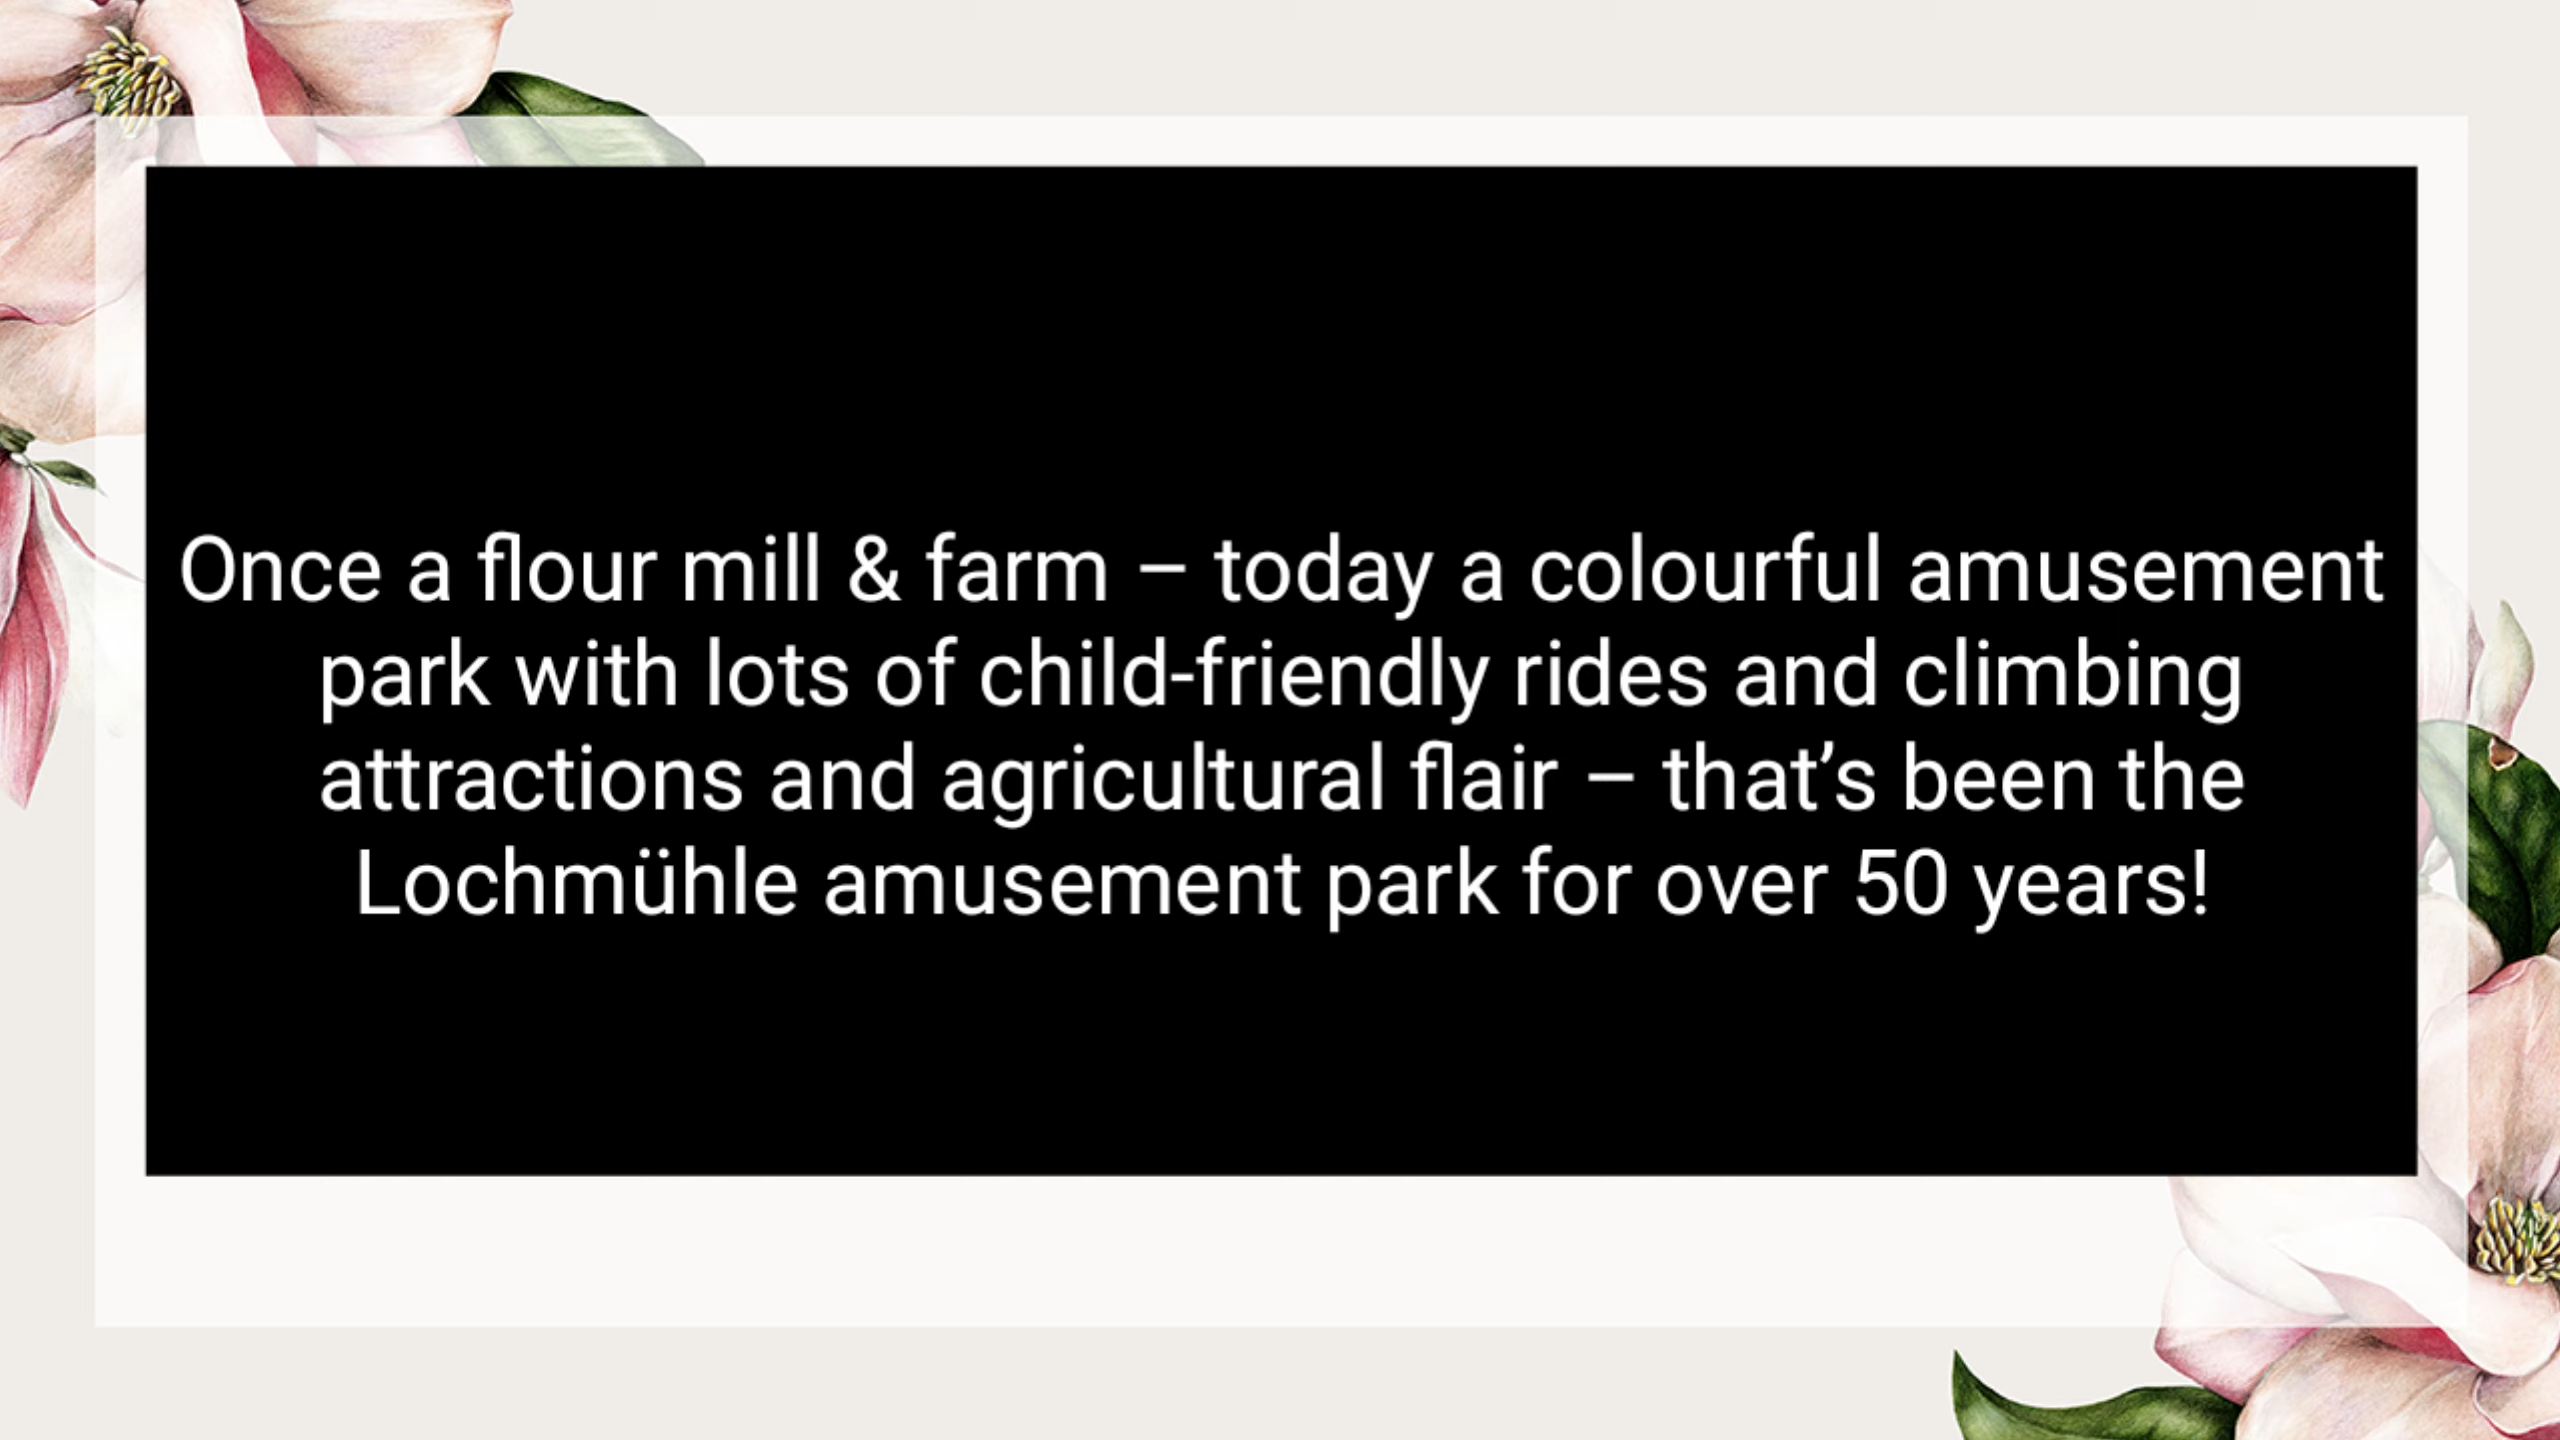 Once a flour mill & farm – today a colourful amusement
park with lots of child-friendly rides and climbing
attractions and agricultural flair – that’s been the
Lochmühle amusement park for over 50 years!